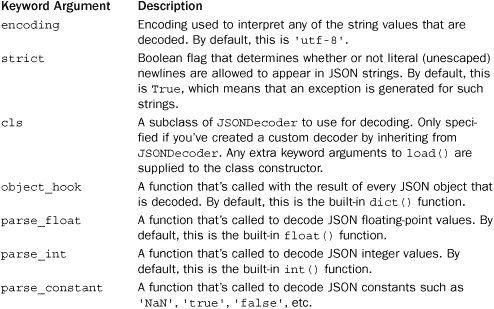 Keyword Argument Description
encoding Encoding used to interpret any of the string values that are
decoded. By default, this is 'utf-8'.
strict Boolean flag that determines whether or not literal (unescaped)
newlines are allowed to appear in JSON strings. By default, this
is True, which means that an exception is generated for such
strings.
cls A subclass of JSONDecoder to use for decoding. Only speci-
fied if you've created a custom decoder by inheriting from
JSONDecoder. Any extra keyword arguments to load() are
supplied to the class constructor.
object_hook A function that's called with the result of every JSON object
that is decoded. By default, this is the built-in dict() function.
parse_float A function that's called to decode JSON floating-point values. By
default, this is the built-in float() function.
parse_int A function that's called to decode JSON integer values. By
default, this is the built-in int() function.
parse_constant A function that's called to decode JSON constants such as
'NaN', 'true', 'false', etc.